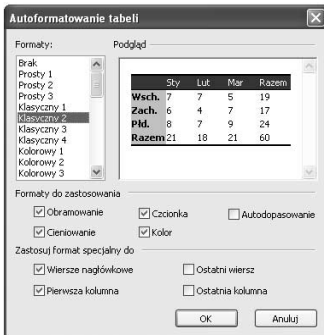 Autoformatowanie tabeli
Formaty:
Podgląd
Brak
Prosty 1
Prosty 2
Prosty 3
Klasyczny 1
Klasyczny 2
Klasyczny 3
Klasyczny 4
Kolorowy 1
Kolorowy 2
Kolorowy 3
Sty Lut Mar Razem
Wsch. 7 7 5 19
Zach. 6 4 7 17
Płd. 8 7 9 24
Razem 21 18 21 60
Formaty do zastosowania
Obramowanie Czcionka Autodopasowanie
Cieniowanie Kolor
Zastosuj format specjalny do
Wiersze nagłówkowe Ostatni wiersz
Pierwsza kolumna Ostatnia kolumna
OK Anuluj